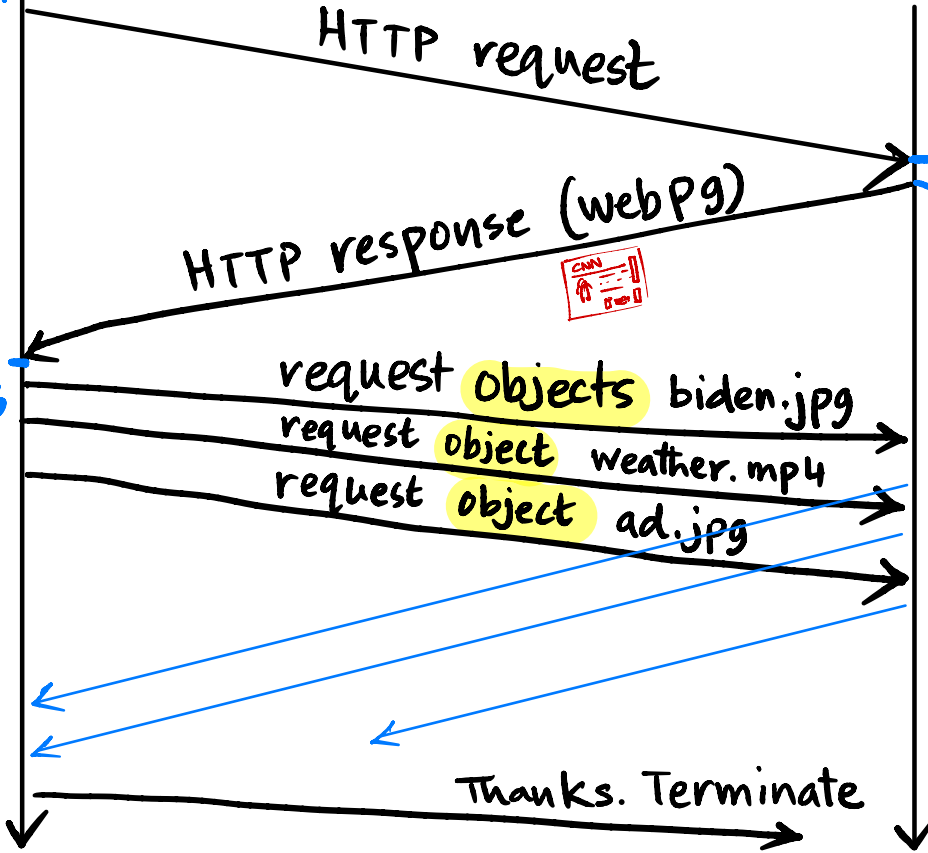 HTTP request
HTTP response (webpg)
CNN
request objects biden.jpg
request object weather.mp4
request object ad.jpg
Thanks. Terminate